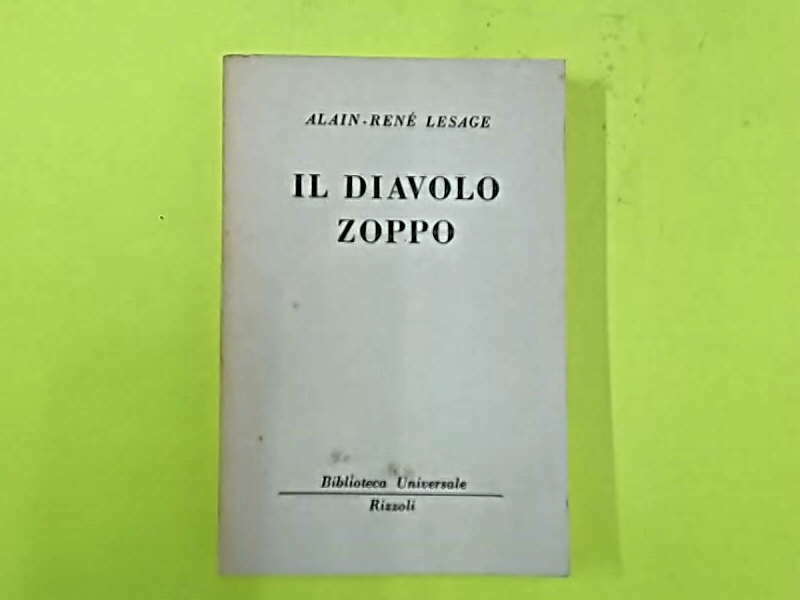 ALAIN-RENÉ LESAGE
IL DIAVOLO
ZOPPO
Biblioteca Universale
Rizzoli